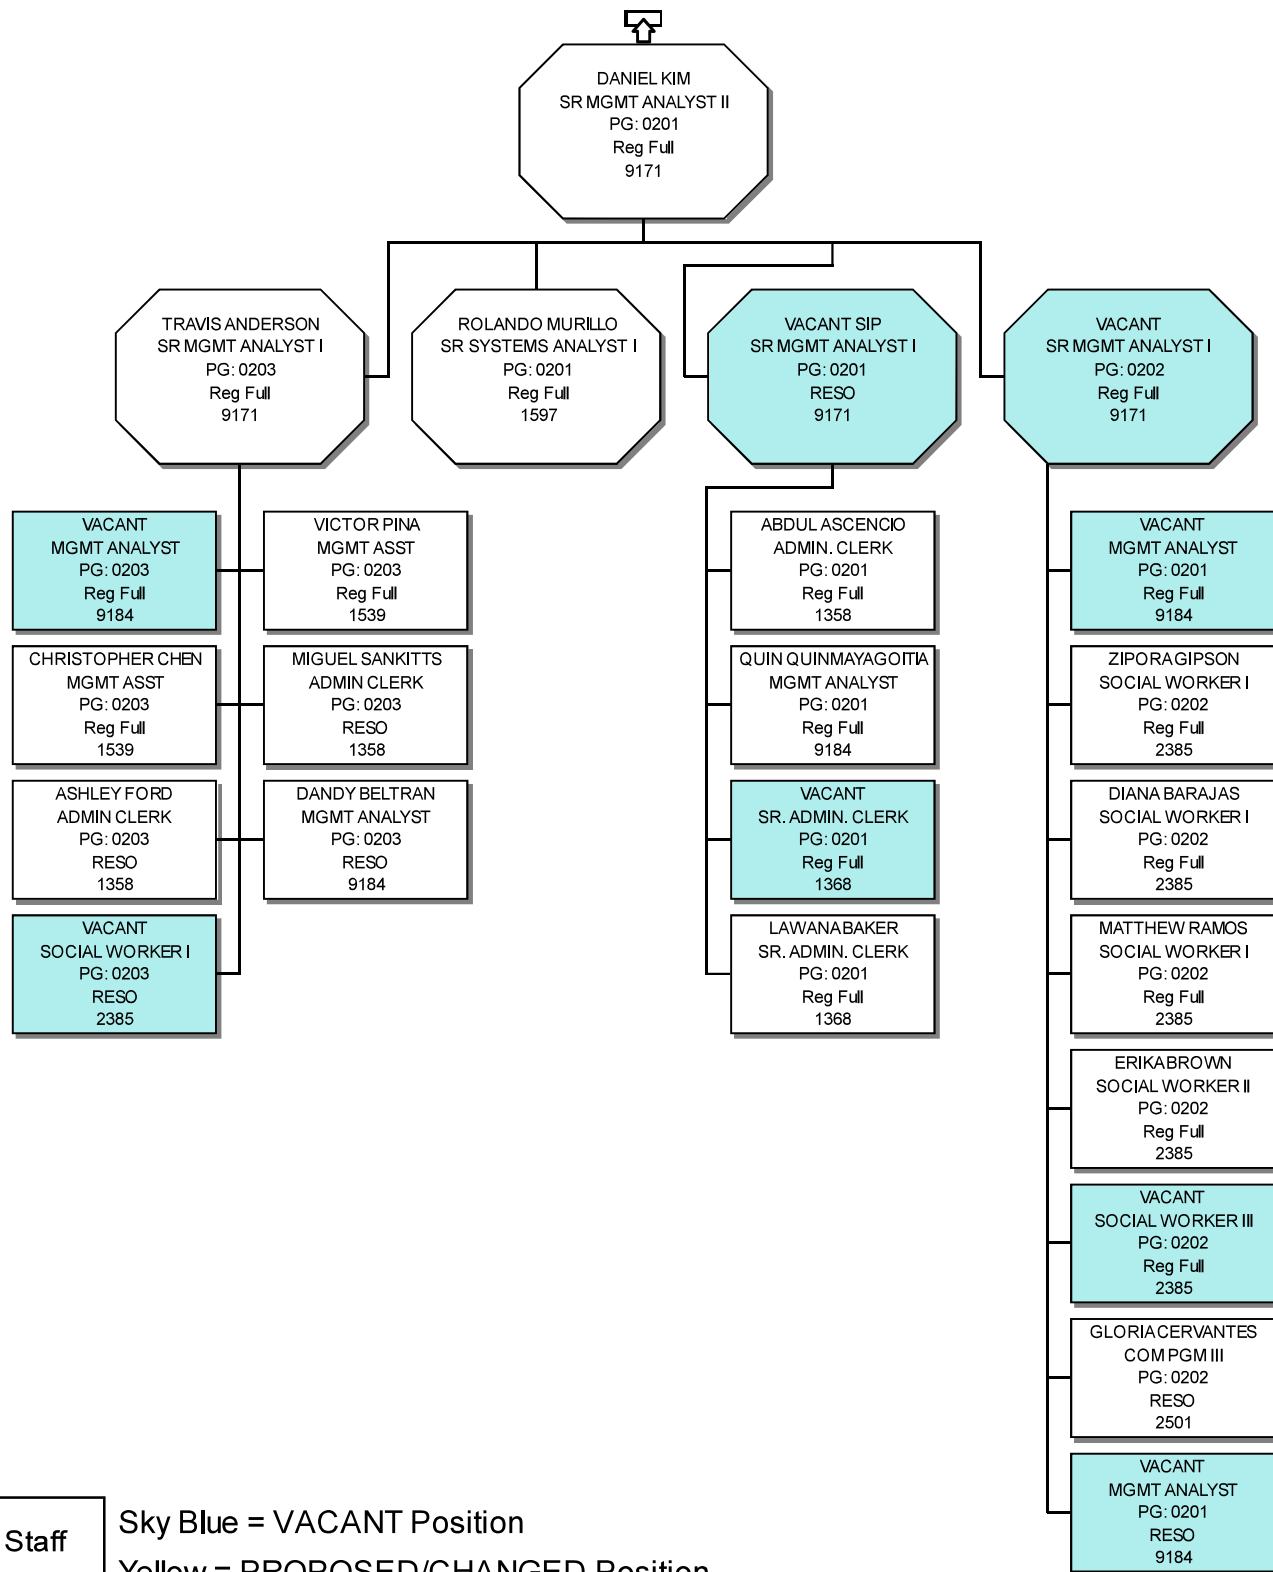 DANIEL KIM
SR MGMT ANALYST II
PG: 0201
Reg Full
9171
TRAVIS ANDERSON
SR MGMT ANALYST I
PG: 0203
Reg Full
9171
ROLANDO MURILLO
SR SYSTEMS ANALYST I
PG: 0201
Reg Full
1597
VACANT SIP
SR MGMT ANALYST I
PG: 0201
RESO
9171
VACANT
SR MGMT ANALYST I
PG: 0202
Reg Full
9171
VACANT
MGMT ANALYST
PG: 0203
Reg Full
9184
VICTOR PINA
MGMT ASST
PG: 0203
Reg Full
1539
CHRISTOPHER CHEN
MGMT ASST
PG: 0203
Reg Full
1539
MIGUEL SANKITTS
ADMIN CLERK
PG: 0203
RESO
1358
ASHLEY FORD
ADMIN CLERK
PG: 0203
RESO
1358
DANDY BELTRAN
MGMT ANALYST
PG: 0203
RESO
9184
VACANT
SOCIAL WORKER I
PG: 0203
RESO
2385
ABDUL ASCENCIO
ADMIN. CLERK
PG: 0201
Reg Full
1358
QUIN QUINMAYAGOITIA
MGMT ANALYST
PG: 0201
Reg Full
9184
VACANT
SR. ADMIN. CLERK
PG: 0201
Reg Full
1368
LAWANA BAKER
SR. ADMIN. CLERK
PG: 0201
Reg Full
1368
VACANT
MGMT ANALYST
PG: 0201
Reg Full
9184
ZIPORA GIPSON
SOCIAL WORKER I
PG: 0202
Reg Full
2385
DIANA BARAJAS
SOCIAL WORKER I
PG: 0202
Reg Full
2385
MATTHEW RAMOS
SOCIAL WORKER I
PG: 0202
Reg Full
2385
ERIKA BROWN
SOCIAL WORKER II
PG: 0202
Reg Full
2385
VACANT
SOCIAL WORKER III
PG: 0202
Reg Full
2385
GLORIA CERVANTES
COM PGM III
PG: 0202
RESO
2501
VACANT
MGMT ANALYST
PG: 0201
RESO
9184
Staff
Sky Blue = VACANT Position
Yellow = PROPOSED/CHANGED Position